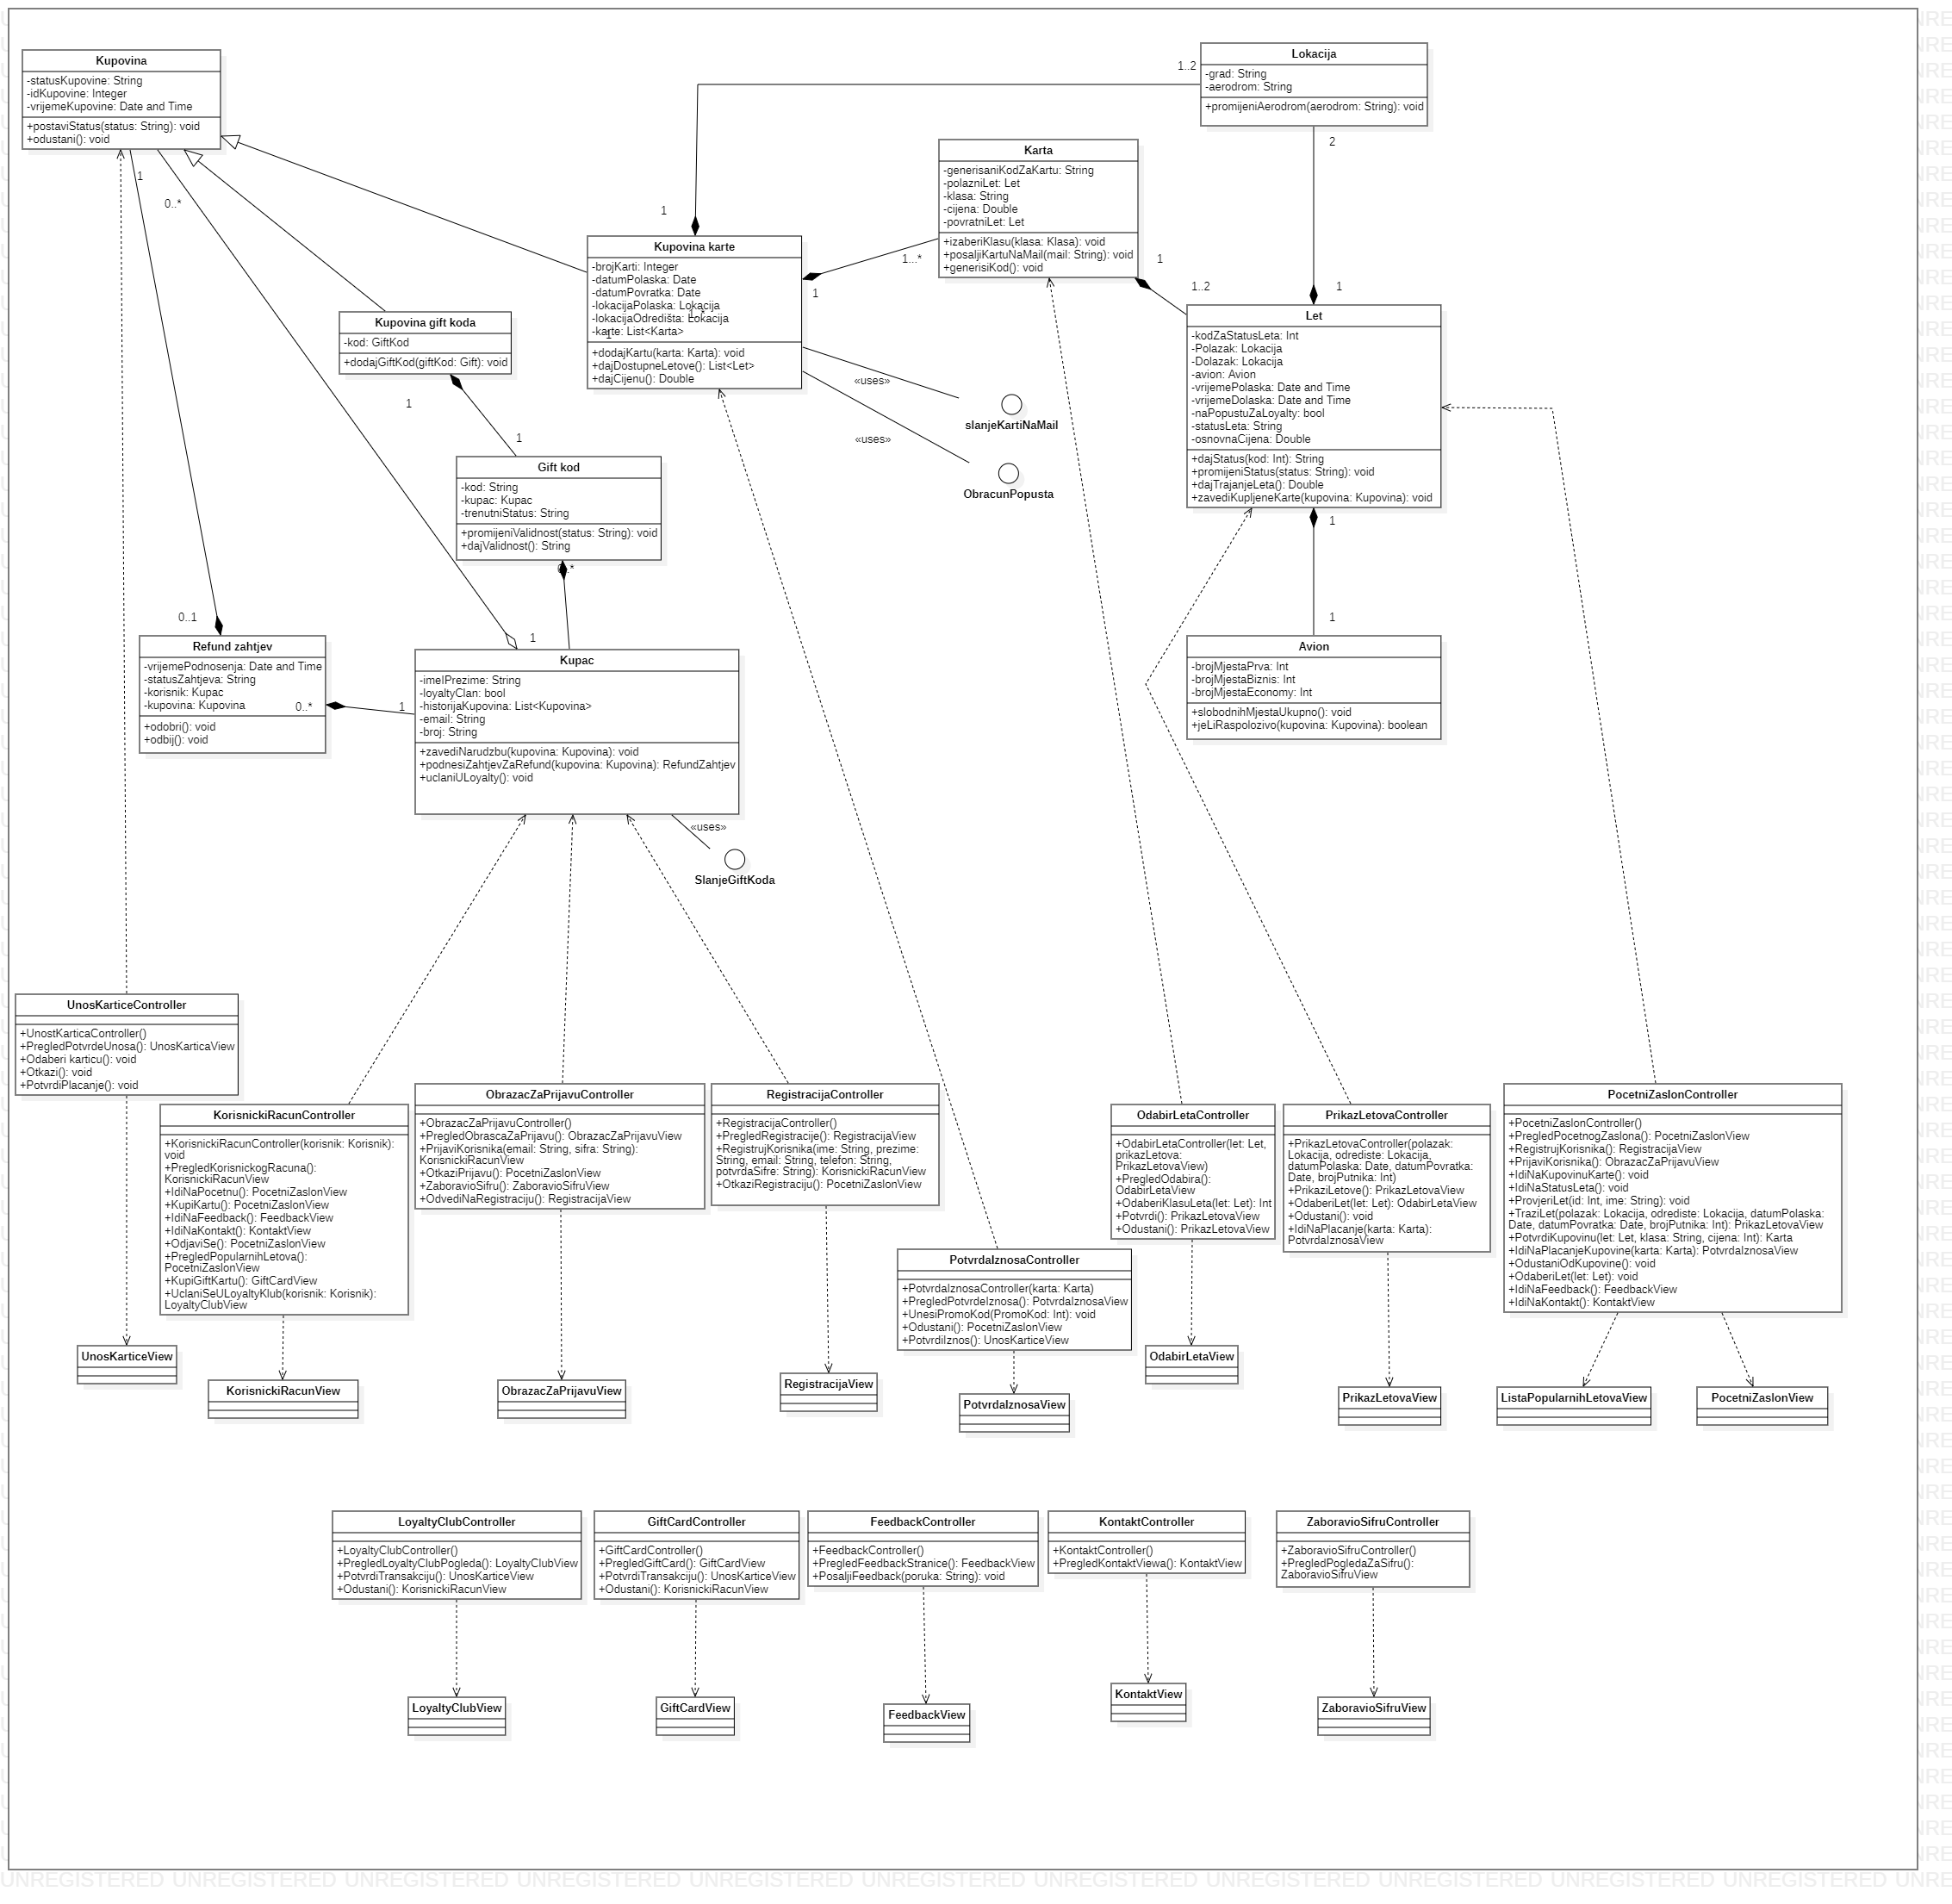 Kupovina
-statusKupovine: String
-idKupovine: Integer
-vrijemeKupovine: Date and Time
+postaviStatus(status: String): void
+odustani(): void
1
0..*
Lokacija
-grad: String
-aerodrom: String
+promijeniAerodrom(aerodrom: String): void
1..2
2
Karta
-generisaniKodZaKartu: String
-polazniLet: Let
-klasa: String
-cijena: Double
-povratniLet: Let
+izaberiKlasu(klasa: Klasa): void
+posaljiKartuNaMail(mail: String): void
+generisiKod(): void
1
1..2
1
1
Kupovina karte
-brojKarti: Integer
-datumPolaska: Date
-datumPovratka: Date
-lokacijaPolaska: Lokacija
-lokacijaOdredišta: Lokacija
-karte: List<Karta>
1
+dodajKartu(karta: Karta): void
+dajDostupneLetove(): List<Let>
+dajCijenu(): Double
1...*
1
«uses»
slanjeKartiNaMail
«uses»
ObracunPopusta
Kupovina gift koda
-kod: GiftKod
+dodajGiftKod(giftKod: Gift): void
1
1
Let
-kodZaStatusLeta: Int
-Polazak: Lokacija
-Dolazak: Lokacija
-avion: Avion
-vrijemePolaska: Date and Time
-vrijemeDolaska: Date and Time
-naPopustuZaLoyalty: bool
-statusLeta: String
-osnovnaCijena: Double
+dajStatus(kod: Int): String
+promijeniStatus(status: String): void
+dajTrajanjeLeta(): Double
+zavediKupljeneKarte(kupovina: Kupovina): void
1
1
Gift kod
-kod: String
-kupac: Kupac
-trenutniStatus: String
+promijeniValidnost(status: String): void
+dajValidnost(): String
0..*
1
0..1
Refund zahtjev
-vrijemePodnosenja: Date and Time
-statusZahtjeva: String
-korisnik: Kupac
-kupovina: Kupovina
+odobri(): void
+odbij(): void
0..*
1
Kupac
-imeIPrezime: String
-loyaltyClan: bool
-historijaKupovina: List<Kupovina>
-email: String
-broj: String
+zavediNarudzbu(kupovina: Kupovina): void
+podnesiZahtjevZaRefund(kupovina: Kupovina): RefundZahtjev
+uclaniULoyalty(): void
«uses»
SlanjeGiftKoda
Avion
-brojMjestaPrva: Int
-brojMjestaBiznis: Int
-brojMjestaEconomy: Int
+slobodnihMjestaUkupno(): void
+jeLiRaspolozivo(kupovina: Kupovina): boolean
UnosKarticeController
+UnostKarticaController()
+PregledPotvrdeUnosa(): UnosKarticaView
+Odaberi karticu(): void
+Otkazi(): void
+PotvrdiPlacanje(): void
KorisnickiRacunController
+KorisnickiRacunController(korisnik: Korisnik):
void
+PregledKorisnickogRacuna():
KorisnickiRacunView
+IdiNaPocetnu(): PocetniZaslonView
+KupiKartu(): PocetniZaslonView
+IdiNaFeedback(): FeedbackView
+IdiNaKontakt(): KontaktView
+OdjaviSe(): PocetniZaslonView
+PregledPopularnihLetova():
PocetniZaslonView
+KupiGiftKartu(): GiftCardView
+UclaniSeULoyaltyKlub(korisnik: Korisnik):
LoyaltyClubView
ObrazacZaPrijavuController
+ObrazacZaPrijavuController()
+PregledObrascaZaPrijavu(): ObrazacZaPrijavuView
+PrijaviKorisnika(email: String, sifra: String):
KorisnickiRacunView
+OtkaziPrijavu(): PocetniZaslonView
+ZaboravioSifru(): ZaboravioSifruView
+OdvediNaRegistraciju(): RegistracijaView
RegistracijaController
+RegistracijaController()
+PregledRegistracije(): RegistracijaView
+RegistrujKorisnika(ime: String, prezime:
String, email: String, telefon: String,
potvrdaSifre: String): KorisnickiRacunView
+OtkaziRegistraciju(): PocetniZaslonView
PotvrdaIznosaController
+PotvrdaIznosaController(karta: Karta)
+PregledPotvrdeIznosa(): PotvrdaIznosaView
+UnesiPromoKod(PromoKod: Int): void
+Odustani(): PocetniZaslonView
+PotvrdiIznos(): UnosKarticeView
OdabirLetaController
+OdabirLetaController(let: Let,
prikazLetova:
PrikazLetovaView)
+PregledOdabira():
OdabirLetaView
+OdaberiKlasuLeta(let: Let): Int
+Potvrdi(): PrikazLetovaView
+Odustani(): PrikazLetovaView
PrikazLetovaController
+PrikazLetovaController(polazak:
Lokacija, odrediste: Lokacija,
datumPolaska: Date, datumPovratka:
Date, brojPutnika: Int)
+PrikaziLetove(): PrikazLetovaView
+OdaberiLet(let: Let): OdabirLetaView
+Odustani(): void
+IdiNaPlacanje(karta: Karta):
PotvrdaIznosaView
PocetniZaslonController
+PocetniZaslonController()
+PregledPocetnogZaslona(): PocetniZaslonView
+RegistrujKorisnika(): RegistracijaView
+PrijaviKorisnika(): ObrazacZaPrijavuView
+IdiNaKupovinuKarte(): void
+IdiNaStatusLeta(): void
+ProvjeriLet(id: Int, ime: String): void
+TraziLet(polazak: Lokacija, odrediste: Lokacija, datumPolaska:
Date, datumPovratka: Date, brojPutnika: Int): PrikazLetovaView
+PotvrdiKupovinu(let: Let, klasa: String, cijena: Int): Karta
+IdiNaPlacanjeKupovine(karta: Karta): PotvrdaIznosaView
+OdustaniOdKupovine(): void
+OdaberiLet(let: Let): void
+IdiNaFeedback(): FeedbackView
+IdiNaKontakt(): KontaktView
UnosKarticeView
KorisnickiRacunView
ObrazacZaPrijavuView
RegistracijaView
PotvrdaIznosaView
OdabirLetaView
PrikazLetovaView
ListaPopularnihLetovaView
PocetniZaslonView
LoyaltyClubController
+LoyaltyClubController()
+PregledLoyaltyClubPogleda(): LoyaltyClubView
+PotvrdiTransakciju(): UnosKarticeView
+Odustani(): KorisnickiRacunView
GiftCardController
+GiftCardController()
+PregledGiftCard(): GiftCardView
+PotvrdiTransakciju(): UnosKarticeView
+Odustani(): KorisnickiRacunView
FeedbackController
+FeedbackController()
+PregledFeedbackStranice(): FeedbackView
+PosaljiFeedback(poruka: String): void
KontaktController
+KontaktController()
+PregledKontaktViewa(): KontaktView
ZaboravioSifruController
+ZaboravioSifruController()
+PregledPogledaZaSifru():
ZaboravioSifruView
LoyaltyClubView
GiftCardView
FeedbackView
KontaktView
ZaboravioSifruView
UNREGISTERED UNREGISTERED UNREGISTERED UNREGISTERED UNREGISTERED UNREGISTERED UNREGISTERED UNREGISTERED UNREGISTERED UNREGISTERED UNREGISTERED